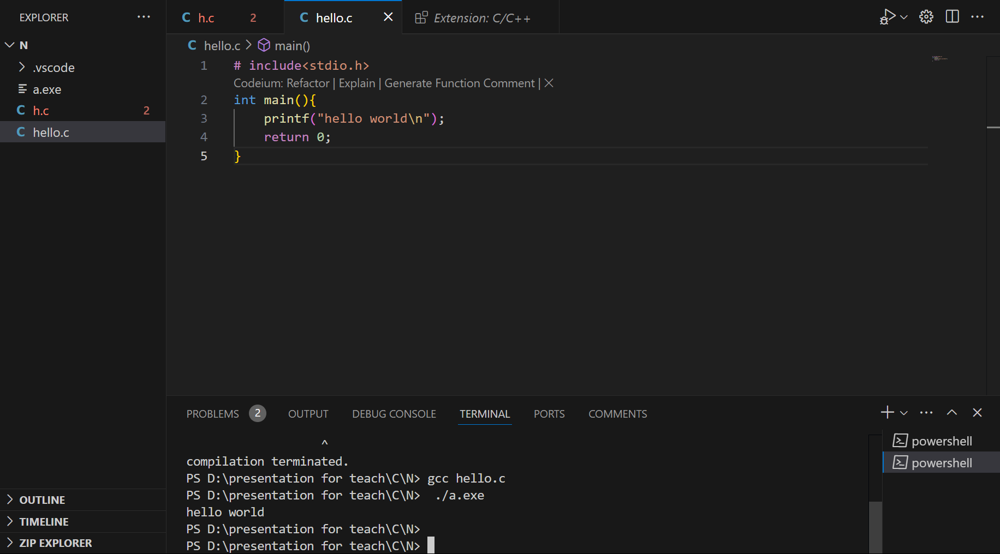 EXPLORER
N
.vscode
a.exe
h.c 2
hello.c
OUTLINE
TIMELINE
ZIP EXPLORER
h.c 2
hello.c
Extension: C/C++
hello.c > main()
1 # include<stdio.h>
Codeium: Refactor | Explain | Generate Function Comment | ×
2 int main(){
3     printf("hello world\n");
4     return 0;
5 }
PROBLEMS 2 OUTPUT DEBUG CONSOLE TERMINAL PORTS COMMENTS
^
compilation terminated.
PS D:\presentation for teach\C\N> gcc hello.c
PS D:\presentation for teach\C\N>  ./a.exe
hello world
PS D:\presentation for teach\C\N>
PS D:\presentation for teach\C\N>
powershell
powershell